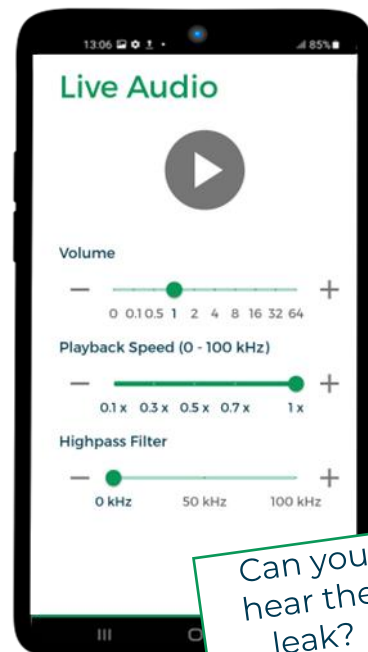 13:06 85%
Live Audio
Volume
0 0.1 0.5 1 2 4 8 16 32 64
Playback Speed (0 - 100 kHz)
0.1 x 0.3 x 0.5 x 0.7 x 1 x
Highpass Filter
0 kHz 50 kHz 100 kHz
Can you
hear the
leak?